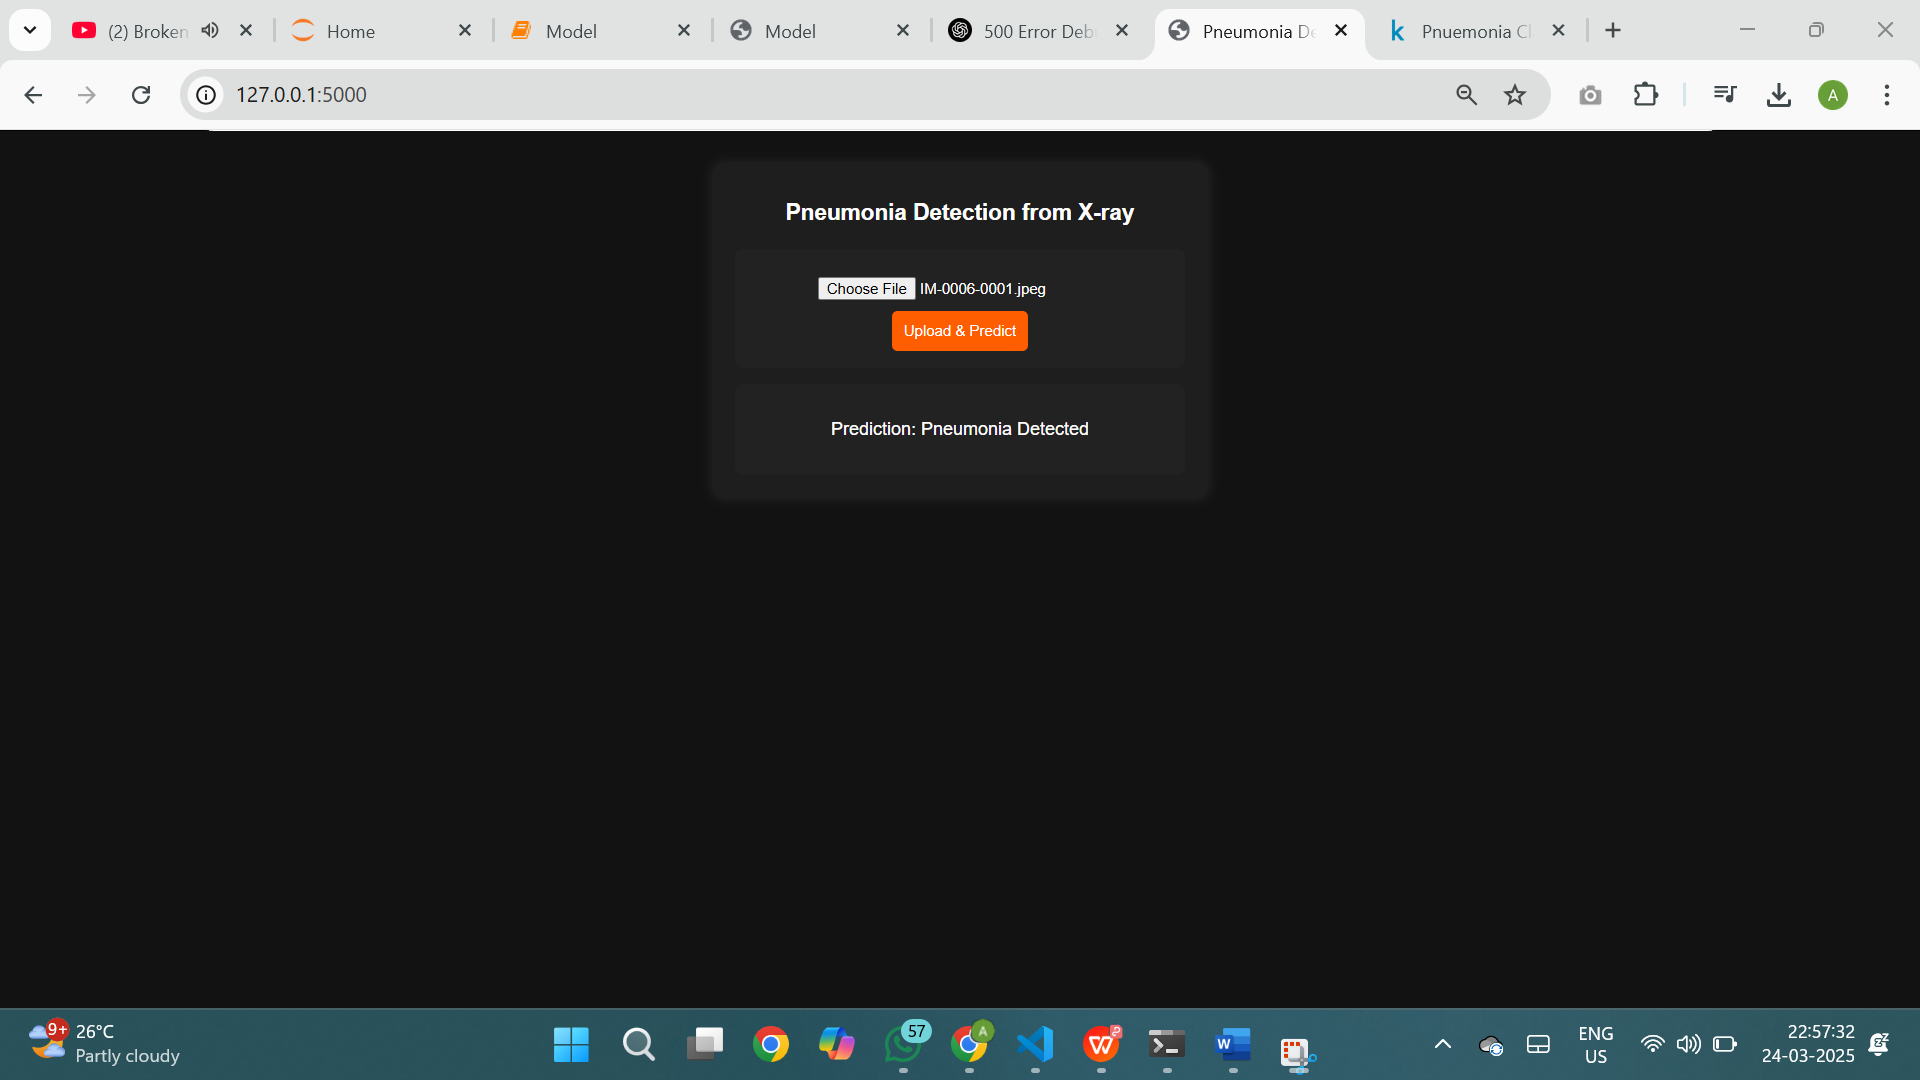 (2) Broken
Home
Model
Model
500 Error Deb
Pneumonia De
Pnuemonia Cl
127.0.0.1:5000
A
Pneumonia Detection from X-ray
Choose File IM-0006-0001.jpeg
Upload & Predict
Prediction: Pneumonia Detected
9+
26°C
Partly cloudy
57
A
W
ENG
US
22:57:32
24-03-2025